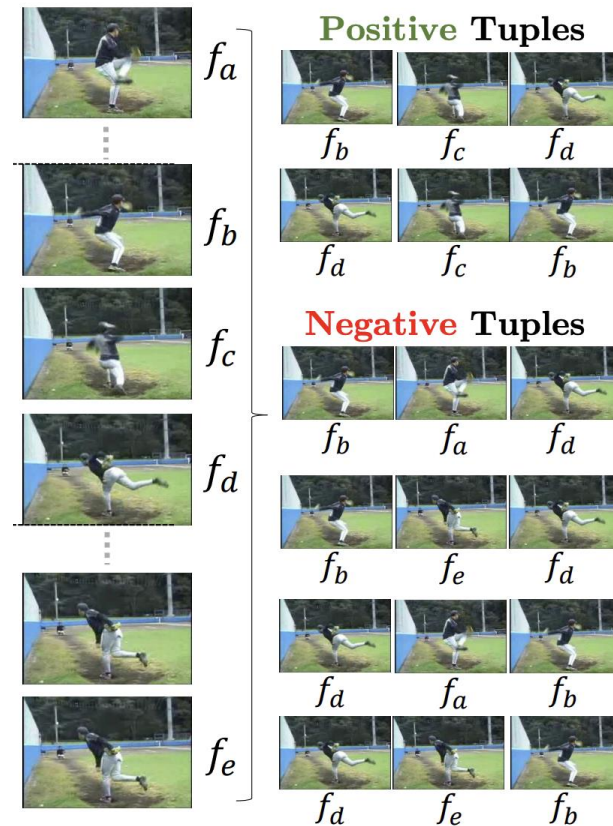 f_a
f_b
f_c
f_d
f_e
Positive Tuples
f_b f_c f_d
f_d f_c f_b
Negative Tuples
f_b f_a f_d
f_b f_e f_d
f_d f_a f_b
f_d f_e f_b